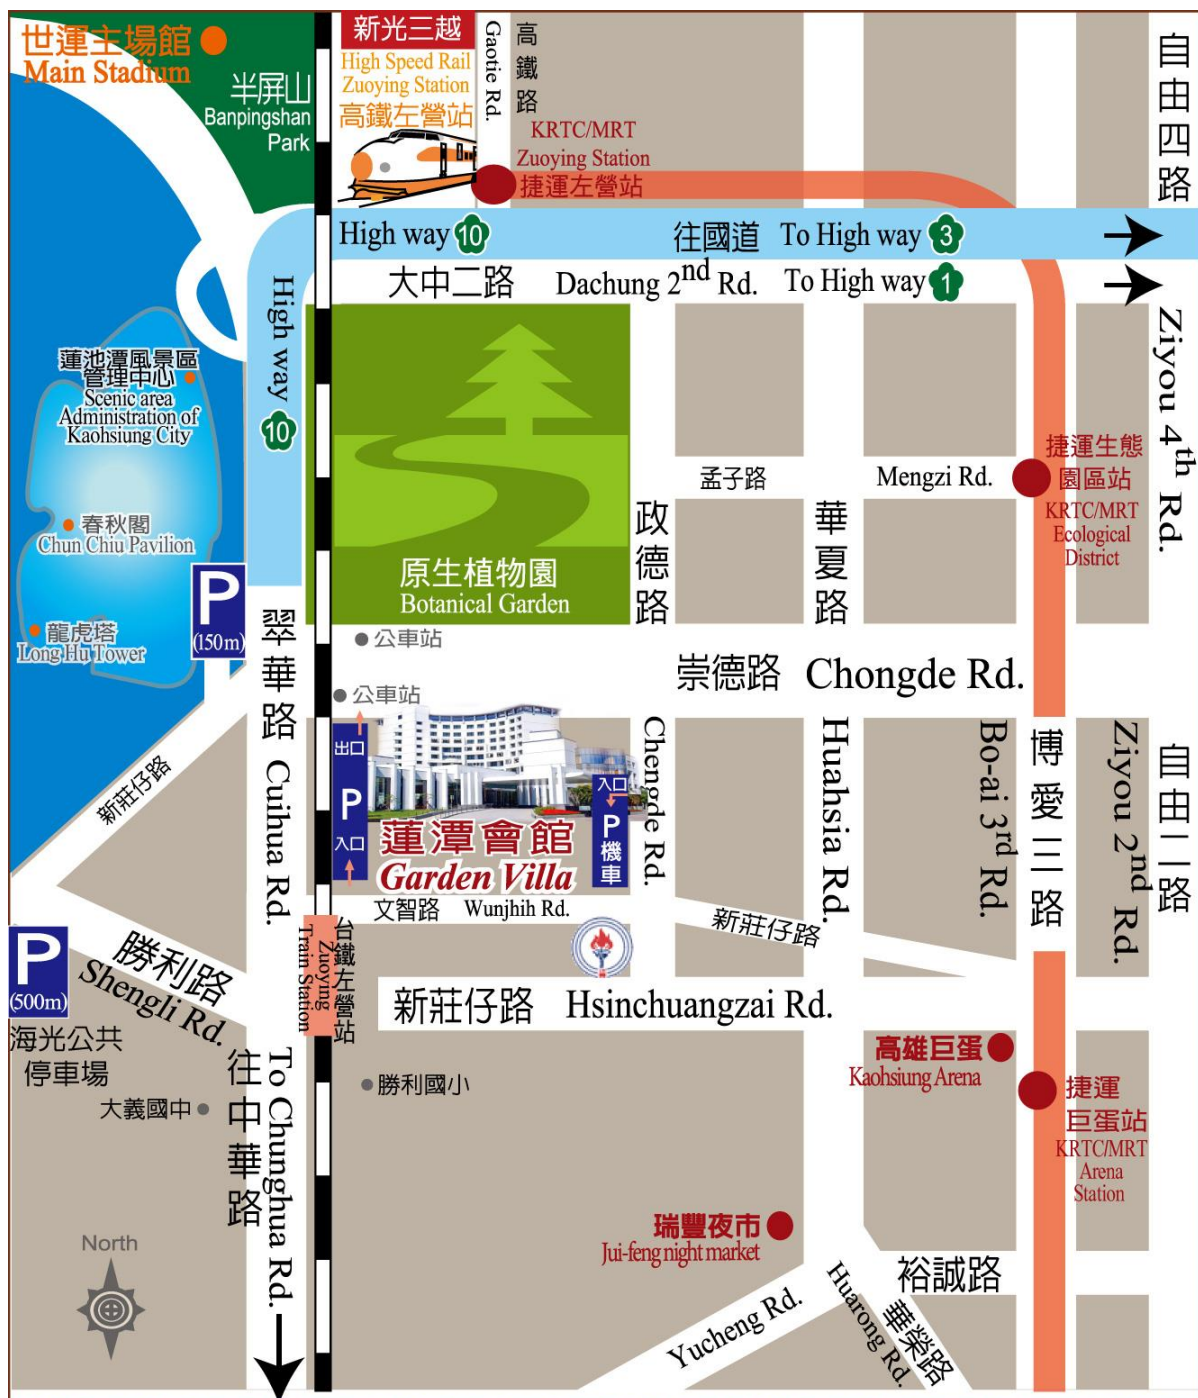 世運主場館
Main Stadium
半屏山
Banpingshan
Park
新光三越
High Speed Rail
Zuoying Station
高鐵左營站
Gaotie Rd.
高鐵路
KRTC/MRT
Zuoying Station
捷運左營站
自由四路
High way 10
往國道 To High way 3
大中二路 Dachung 2nd Rd. To High way 1
High way 10
Ziyou 4th Rd.
蓮池潭風景區
管理中心
Scenic area
Administration of
Kaohsiung City
春秋閣
Chun Chiu Pavilion
龍虎塔
Long Hu Tower
P
(150m)
原生植物園
Botanical Garden
孟子路 Mengzi Rd.
捷運生態
園區站
KRTC/MRT
Ecological
District
政德路
華夏路
公車站
公車站
崇德路 Chongde Rd.
翠華路 Cuihua Rd.
新莊仔路
出口
P
入口
入口
P
機車
蓮潭會館
Garden Villa
Chengde Rd.
Huahsia Rd.
Bo-ai 3rd Rd.
博愛三路
Ziyou 2nd Rd.
自由二路
文智路 Wunjhih Rd.
新莊仔路
P
(500m)
海光公共
停車場
勝利路
Shengli Rd.
台鐵左營站
Zuoying
Train Station
新莊仔路 Hsinchuangzai Rd.
高雄巨蛋
Kaohsiung Arena
捷運
巨蛋站
KRTC/MRT
Arena
Station
勝利國小
大義國中
往中華路
To Chunghua Rd.
瑞豐夜市
Jui-feng night market
裕誠路
Yucheng Rd.
Huarong Rd.
華榮路
North